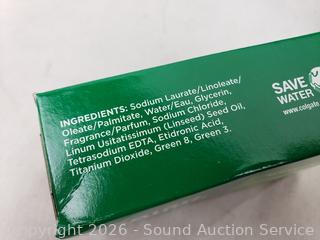 INGREDIENTS: Sodium Laurate/Linoleate/
Oleate/Palmitate, Water/Eau, Glycerin,
Fragrance/Parfum, Sodium Chloride,
Linum Usitatissimum (Linseed) Seed Oil,
Tetrasodium EDTA, Etidronic Acid,
Titanium Dioxide, Green 8, Green 3.
SAVE
WATER
www.colgate
Copyright 2026 - Sound Auction Service